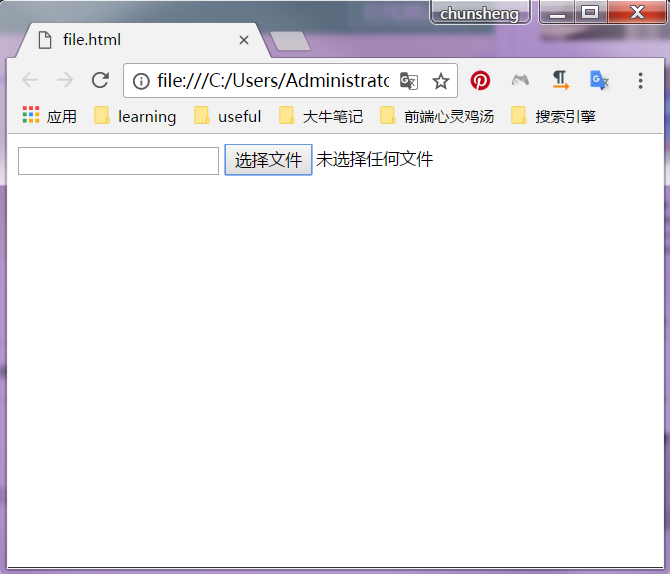 chunsheng
file.html
file:///C:/Users/Administrato
应用 learning useful 大牛笔记 前端心灵鸡汤 搜索引擎
选择文件 未选择任何文件